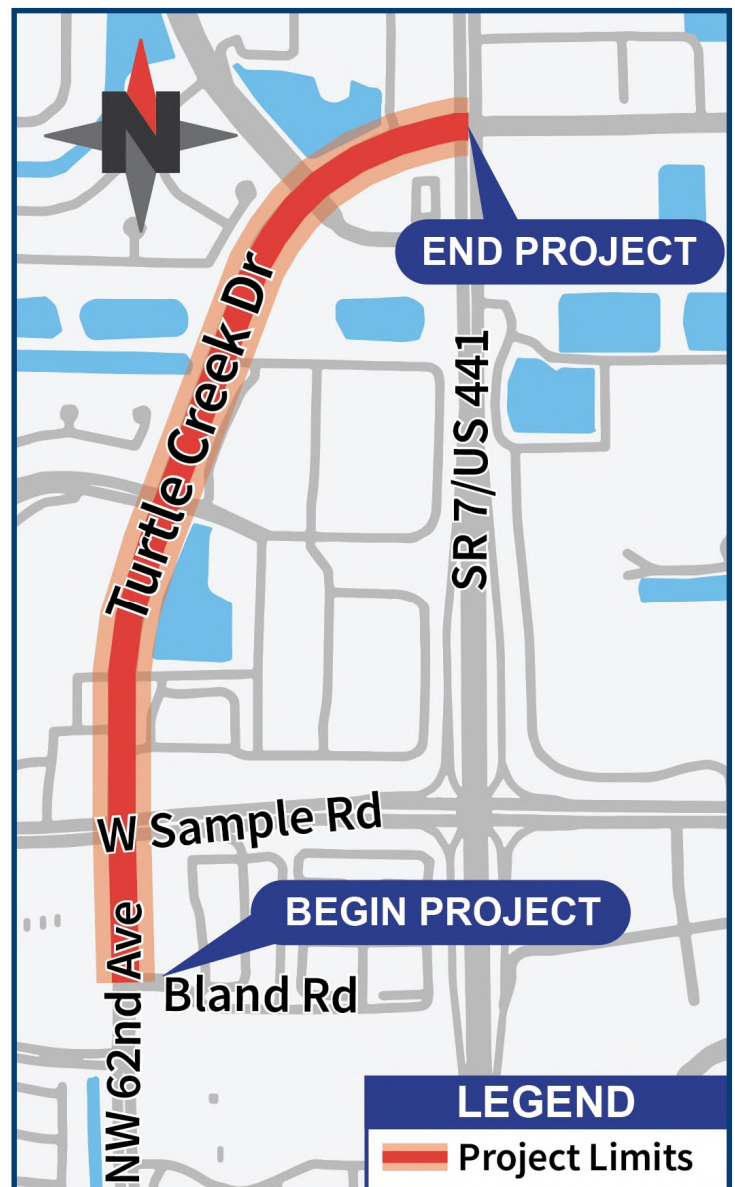 N
END PROJECT
Turtle Creek Dr
SR 7/US 441
W Sample Rd
BEGIN PROJECT
Bland Rd
NW 62nd Ave
LEGEND
Project Limits